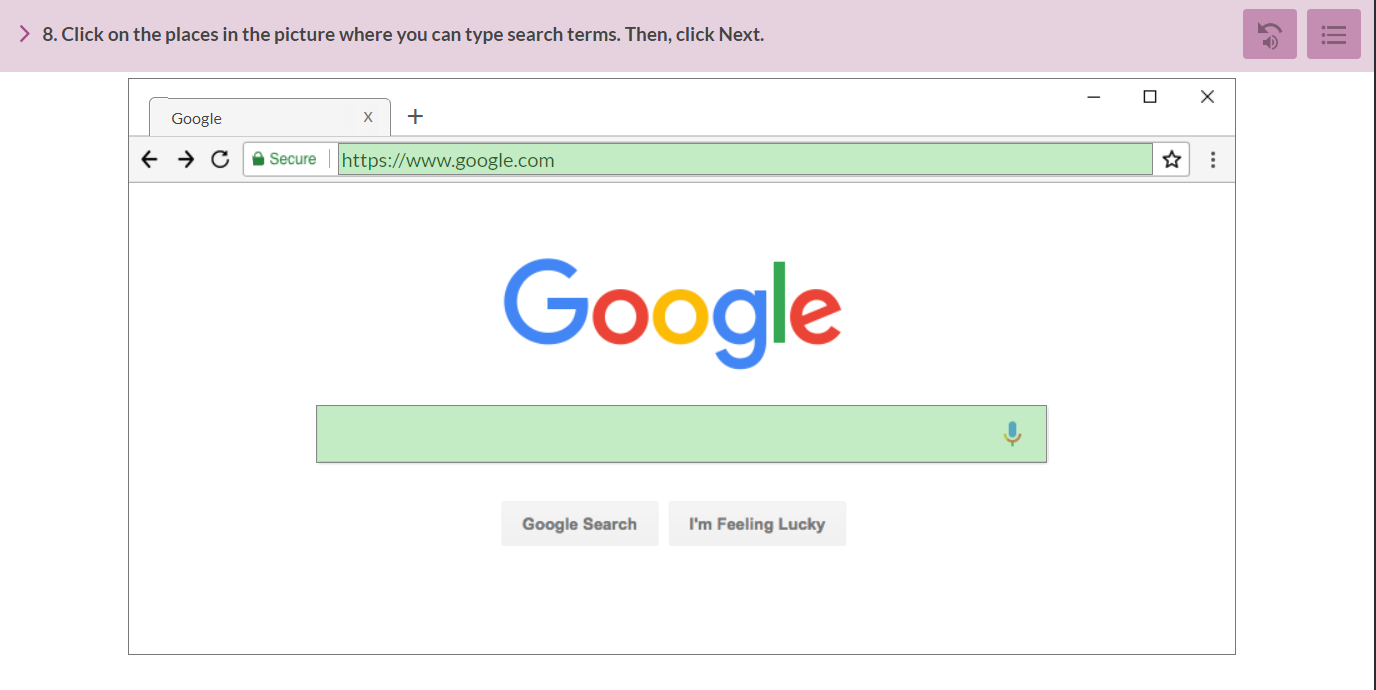 8. Click on the places in the picture where you can type search terms. Then, click Next.
Google X +
Secure https://www.google.com
Google
Google Search I'm Feeling Lucky